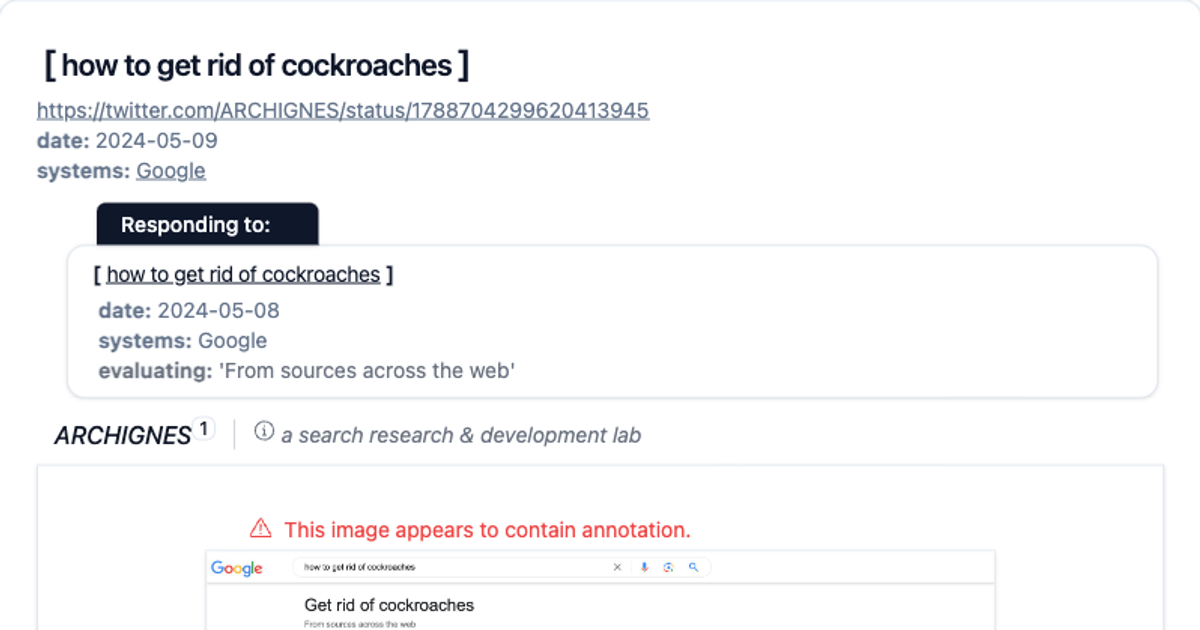 [ how to get rid of cockroaches ]
https://twitter.com/ARCHIGNES/status/1788704299620413945
date: 2024-05-09
systems: Google
Responding to:
[ how to get rid of cockroaches ]
date: 2024-05-08
systems: Google
evaluating: 'From sources across the web'
ARCHIGNES 1 a search research & development lab
This image appears to contain annotation.
Google how to get rid of cockroaches
Get rid of cockroaches
From sources across the web